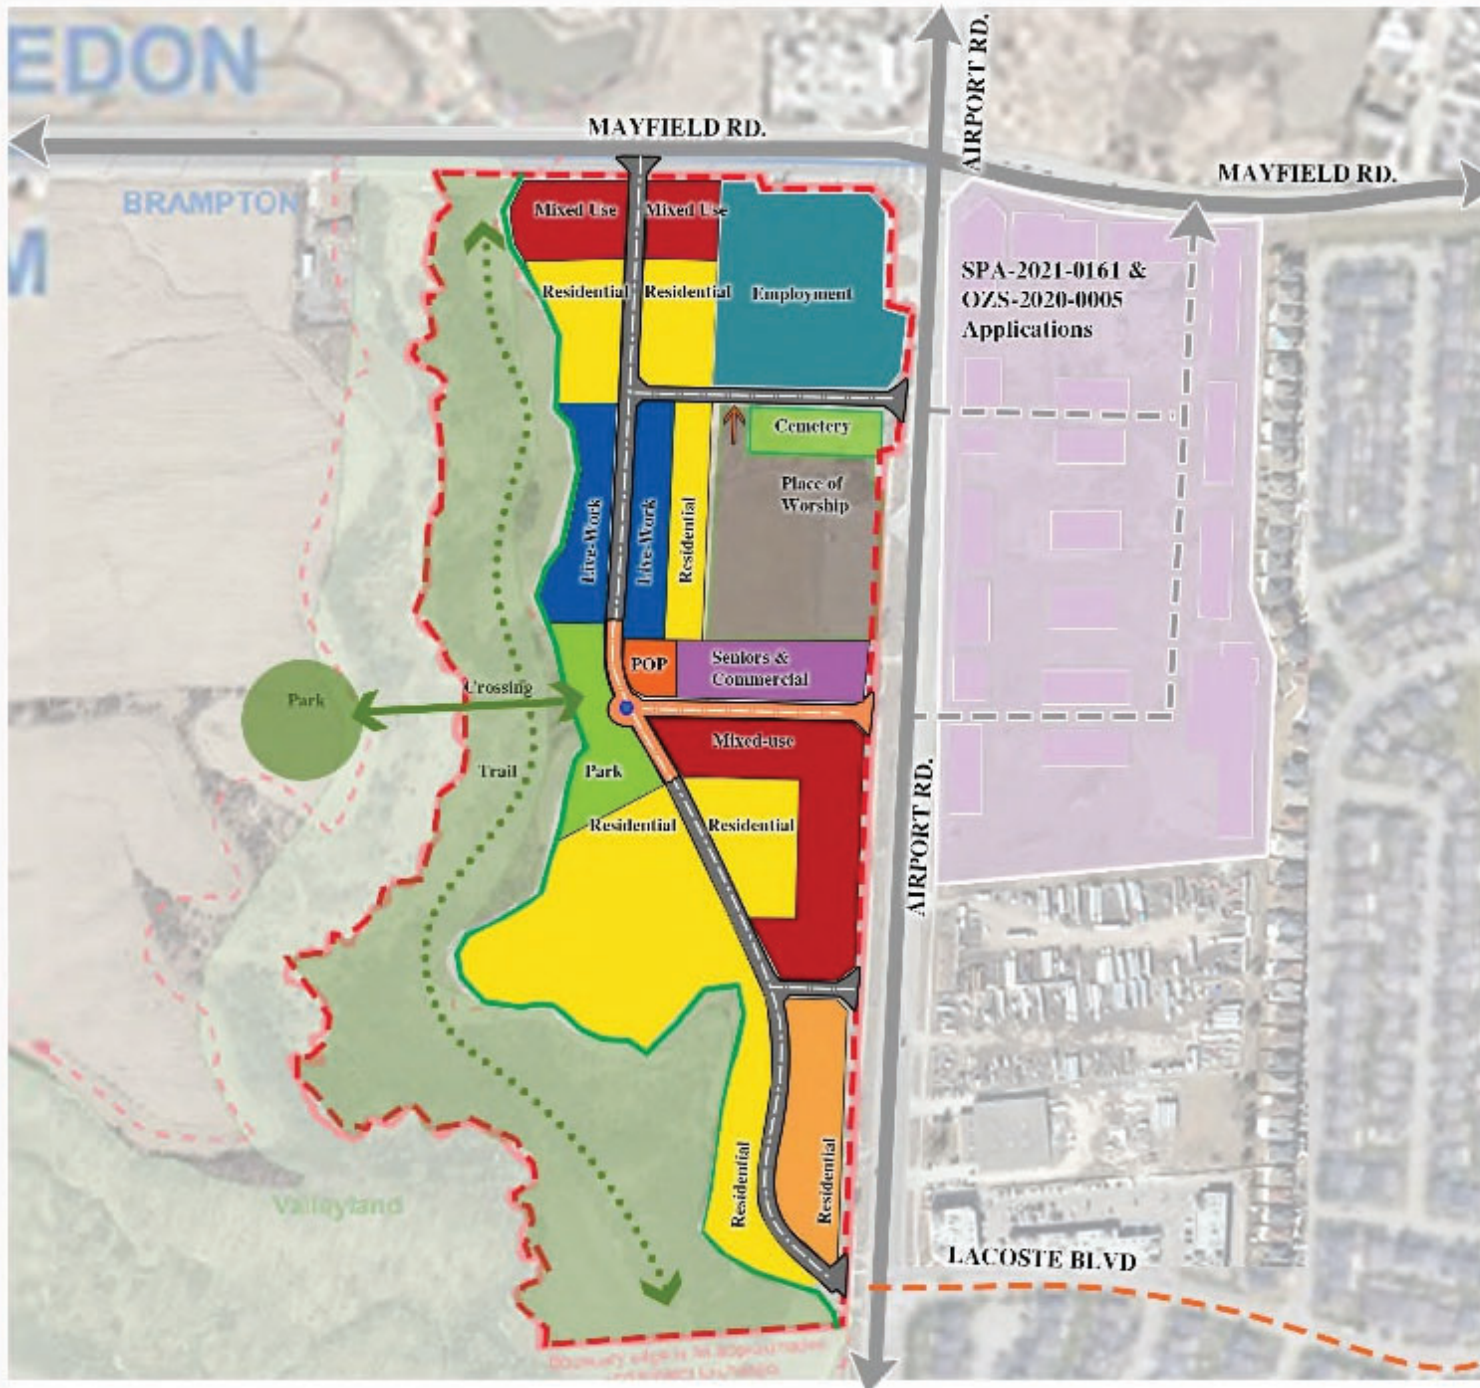 EDON
MAYFIELD RD.
AIRPORT RD.
MAYFIELD RD.
BRAMPTON
M
Mixed Use
Mixed Use
SPA-2021-0161 &
OZS-2020-0005
Applications
Residential
Residential
Employment
Cemetery
Place of
Worship
Live-Work
Live-Work
Residential
POP
Seniors &
Commercial
Crossing
Park
Mixed-use
Trail
Park
Residential
Residential
AIRPORT RD.
Residential
Residential
Valleyland
LACOSTE BLVD